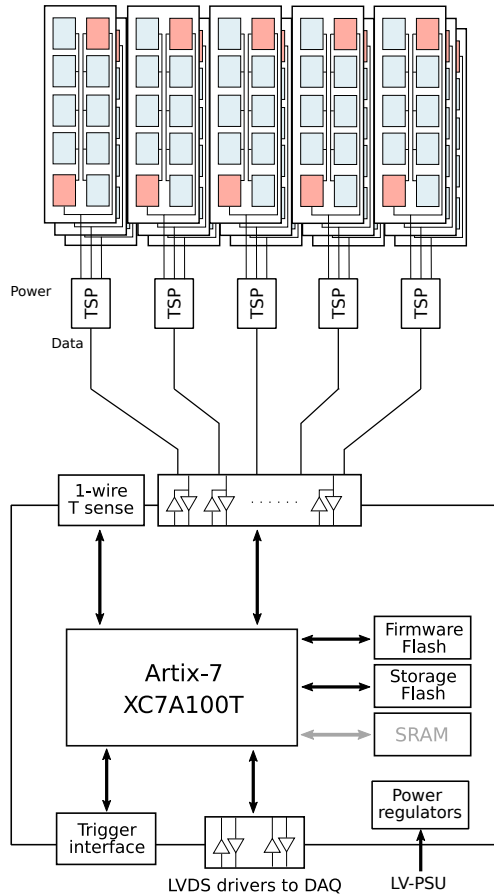 TSP TSP TSP TSP TSP
Power
Data
1-wire
T sense
. . . . . .
Artix-7
XC7A100T
Firmware
Flash
Storage
Flash
SRAM
Power
regulators
Trigger
interface
LVDS drivers to DAQ
LV-PSU